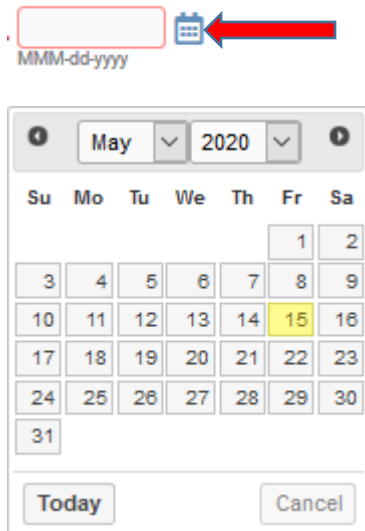 MMM-dd-yyyy
May 2020
Su Mo Tu We Th Fr Sa
1 2
3 4 5 6 7 8 9
10 11 12 13 14 15 16
17 18 19 20 21 22 23
24 25 26 27 28 29 30
31
Today Cancel